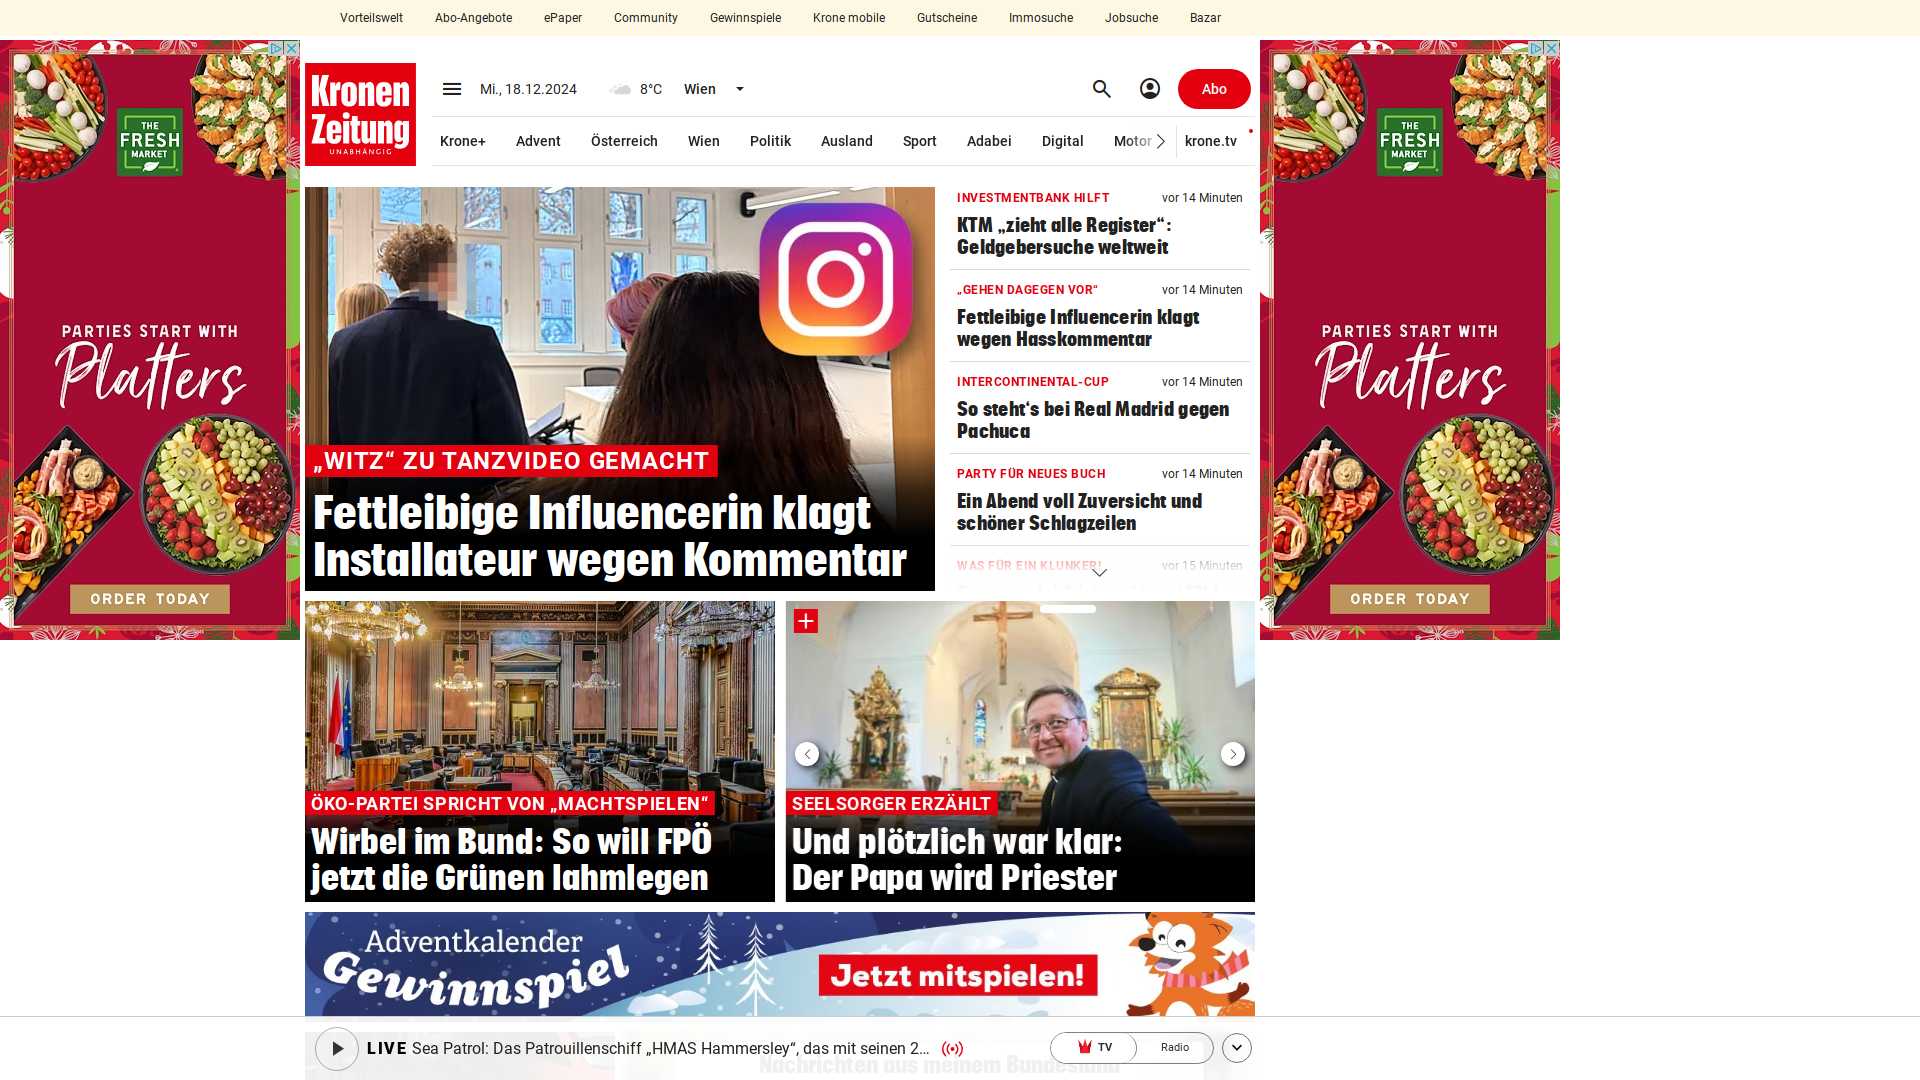 Vorteilswelt Abo-Angebote ePaper Community Gewinnspiele Krone mobile Gutscheine Immosuche Jobsuche Bazar
Kronen
Zeitung
UNABHÄNGIG
Mi., 18.12.2024 8°C Wien
Abo
Krone+ Advent Österreich Wien Politik Ausland Sport Adabei Digital Motor krone.tv
THE
FRESH
MARKET
PARTIES START WITH
Platters
ORDER TODAY
„WITZ“ ZU TANZVIDEO GEMACHT
Fettleibige Influencerin klagt
Installateur wegen Kommentar
INVESTMENTBANK HILFT vor 14 Minuten
KTM „zieht alle Register“:
Geldgebersuche weltweit
„GEHEN DAGEGEN VOR“ vor 14 Minuten
Fettleibige Influencerin klagt
wegen Hasskommentar
INTERCONTINENTAL-CUP vor 14 Minuten
So steht‘s bei Real Madrid gegen
Pachuca
PARTY FÜR NEUES BUCH vor 14 Minuten
Ein Abend voll Zuversicht und
schöner Schlagzeilen
WAS FÜR EIN KLUNKER! vor 15 Minuten
THE
FRESH
MARKET
PARTIES START WITH
Platters
ORDER TODAY
ÖKO-PARTEI SPRICHT VON „MACHTSPIELEN“
Wirbel im Bund: So will FPÖ
jetzt die Grünen lahmlegen
SEELSORGER ERZÄHLT
Und plötzlich war klar:
Der Papa wird Priester
Adventkalender
Gewinnspiel
Jetzt mitspielen!
LIVE Sea Patrol: Das Patrouillenschiff „HMAS Hammersley“, das mit seinen 2...
TV Radio
Nachrichten aus meinem Bundesland